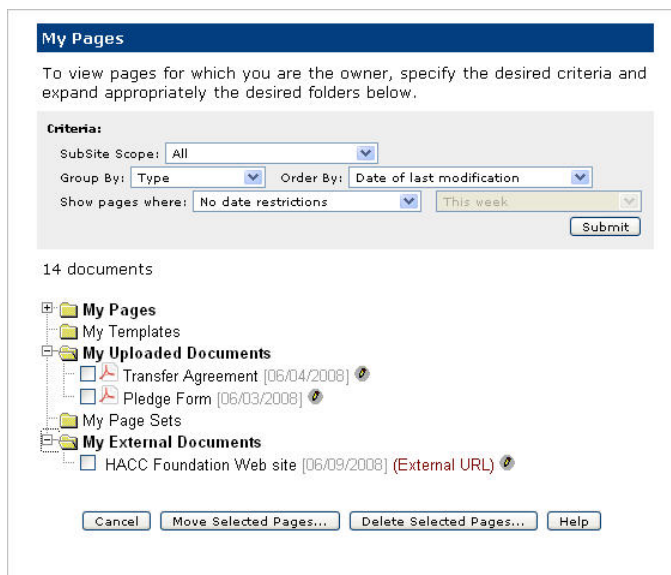 My Pages
To view pages for which you are the owner, specify the desired criteria and
expand appropriately the desired folders below.
Criteria:
SubSite Scope: All
Group By: Type Order By: Date of last modification
Show pages where: No date restrictions This week
Submit
14 documents
My Pages
My Templates
My Uploaded Documents
Transfer Agreement [06/04/2008]
Pledge Form [06/03/2008]
My Page Sets
My External Documents
HACC Foundation Web site [06/09/2008] (External URL)
Cancel Move Selected Pages... Delete Selected Pages... Help